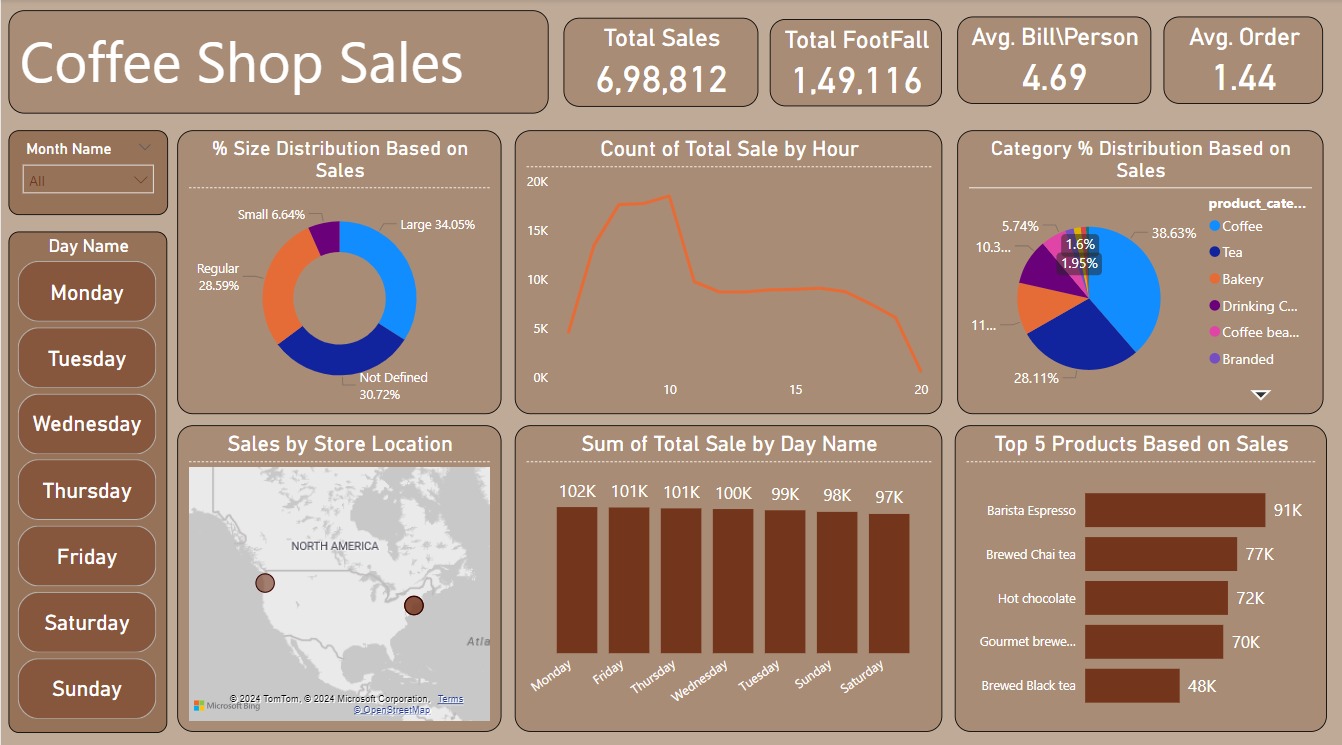 Coffee Shop Sales
Total Sales
6,98,812
Total FootFall
1,49,116
Avg. Bill\Person
4.69
Avg. Order
1.44
Month Name
All
Day Name
Monday
Tuesday
Wednesday
Thursday
Friday
Saturday
Sunday
% Size Distribution Based on
Sales
Small 6.64%
Large 34.05%
Regular
28.59%
Not Defined
30.72%
Count of Total Sale by Hour
20K
15K
10K
5K
0K
10
15
20
Category % Distribution Based on
Sales
5.74%
10.3...
11...
28.11%
38.63%
1.6%
1.95%
product_cate...
Coffee
Tea
Bakery
Drinking C...
Coffee bea...
Branded
Sales by Store Location
NORTH AMERICA
Atla
© 2024 TomTom, © 2024 Microsoft Corporation, Terms
Microsoft Bing
© OpenStreetMap
Sum of Total Sale by Day Name
102K
101K
101K
100K
99K
98K
97K
Monday
Friday
Thursday
Wednesday
Tuesday
Sunday
Saturday
Top 5 Products Based on Sales
Barista Espresso
91K
Brewed Chai tea
77K
Hot chocolate
72K
Gourmet brewe...
70K
Brewed Black tea
48K